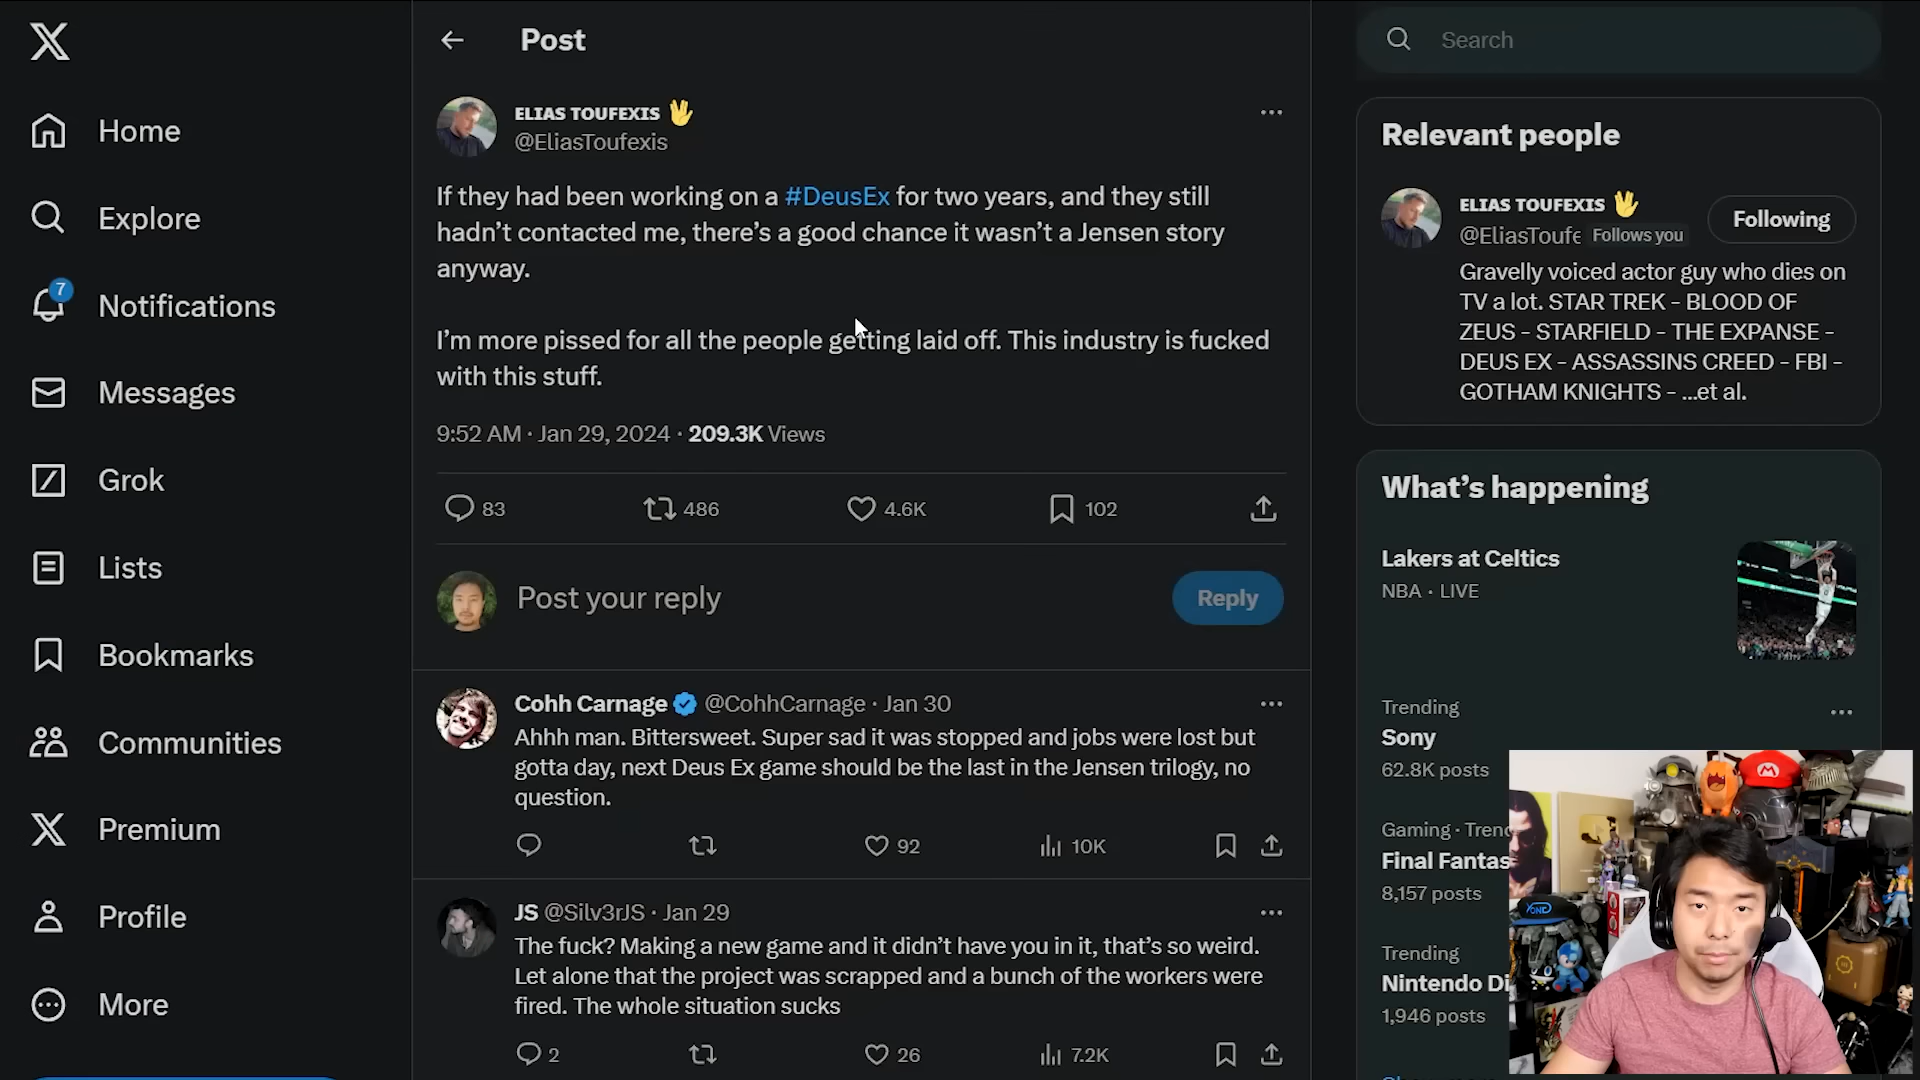 Home
Explore
7
Notifications
Messages
Grok
Lists
Bookmarks
Communities
Premium
Profile
More
Post
ELIAS TOUFEXIS 🖖
@EliasToufexis
If they had been working on a #DeusEx for two years, and they still
hadn't contacted me, there's a good chance it wasn't a Jensen story
anyway.
I'm more pissed for all the people getting laid off. This industry is fucked
with this stuff.
9:52 AM · Jan 29, 2024 · 209.3K Views
83 486 4.6K 102
Post your reply
Reply
Cohh Carnage @CohhCarnage · Jan 30
Ahhh man. Bittersweet. Super sad it was stopped and jobs were lost but
gotta day, next Deus Ex game should be the last in the Jensen trilogy, no
question.
92 10K
JS @Silv3rJS · Jan 29
The fuck? Making a new game and it didn't have you in it, that's so weird.
Let alone that the project was scrapped and a bunch of the workers were
fired. The whole situation sucks
2 26 7.2K
Search
Relevant people
ELIAS TOUFEXIS 🖖
@EliasToufe Follows you
Following
Gravelly voiced actor guy who dies on
TV a lot. STAR TREK - BLOOD OF
ZEUS - STARFIELD - THE EXPANSE -
DEUS EX - ASSASSINS CREED - FBI -
GOTHAM KNIGHTS - ...et al.
What's happening
Lakers at Celtics
NBA · LIVE
Trending
Sony
62.8K posts
Gaming · Trend
Final Fantas
8,157 posts
Trending
Nintendo Di
1,946 posts